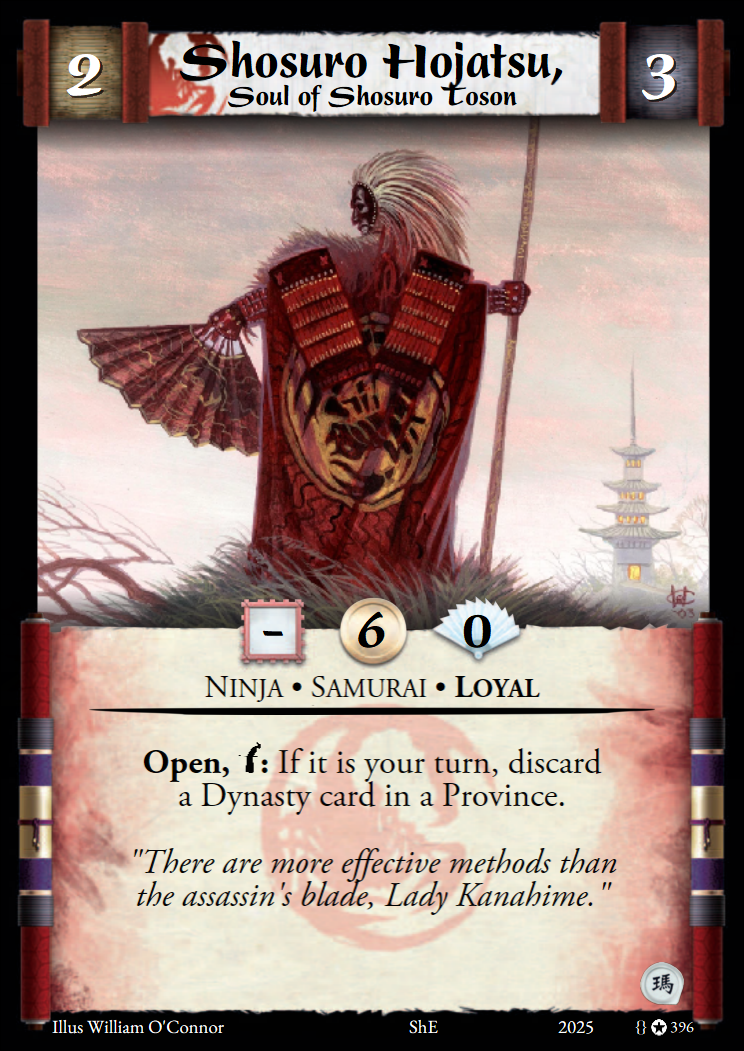 2
Shosuro Hojatsu,
Soul of Shosuro Toson
3
- 6 0
Ninja • Samurai • Loyal
Open, : If it is your turn, discard
a Dynasty card in a Province.
"There are more effective methods than
the assassin's blade, Lady Kanahime."
瑪
Illus William O'Connor ShE 2025 {} 396